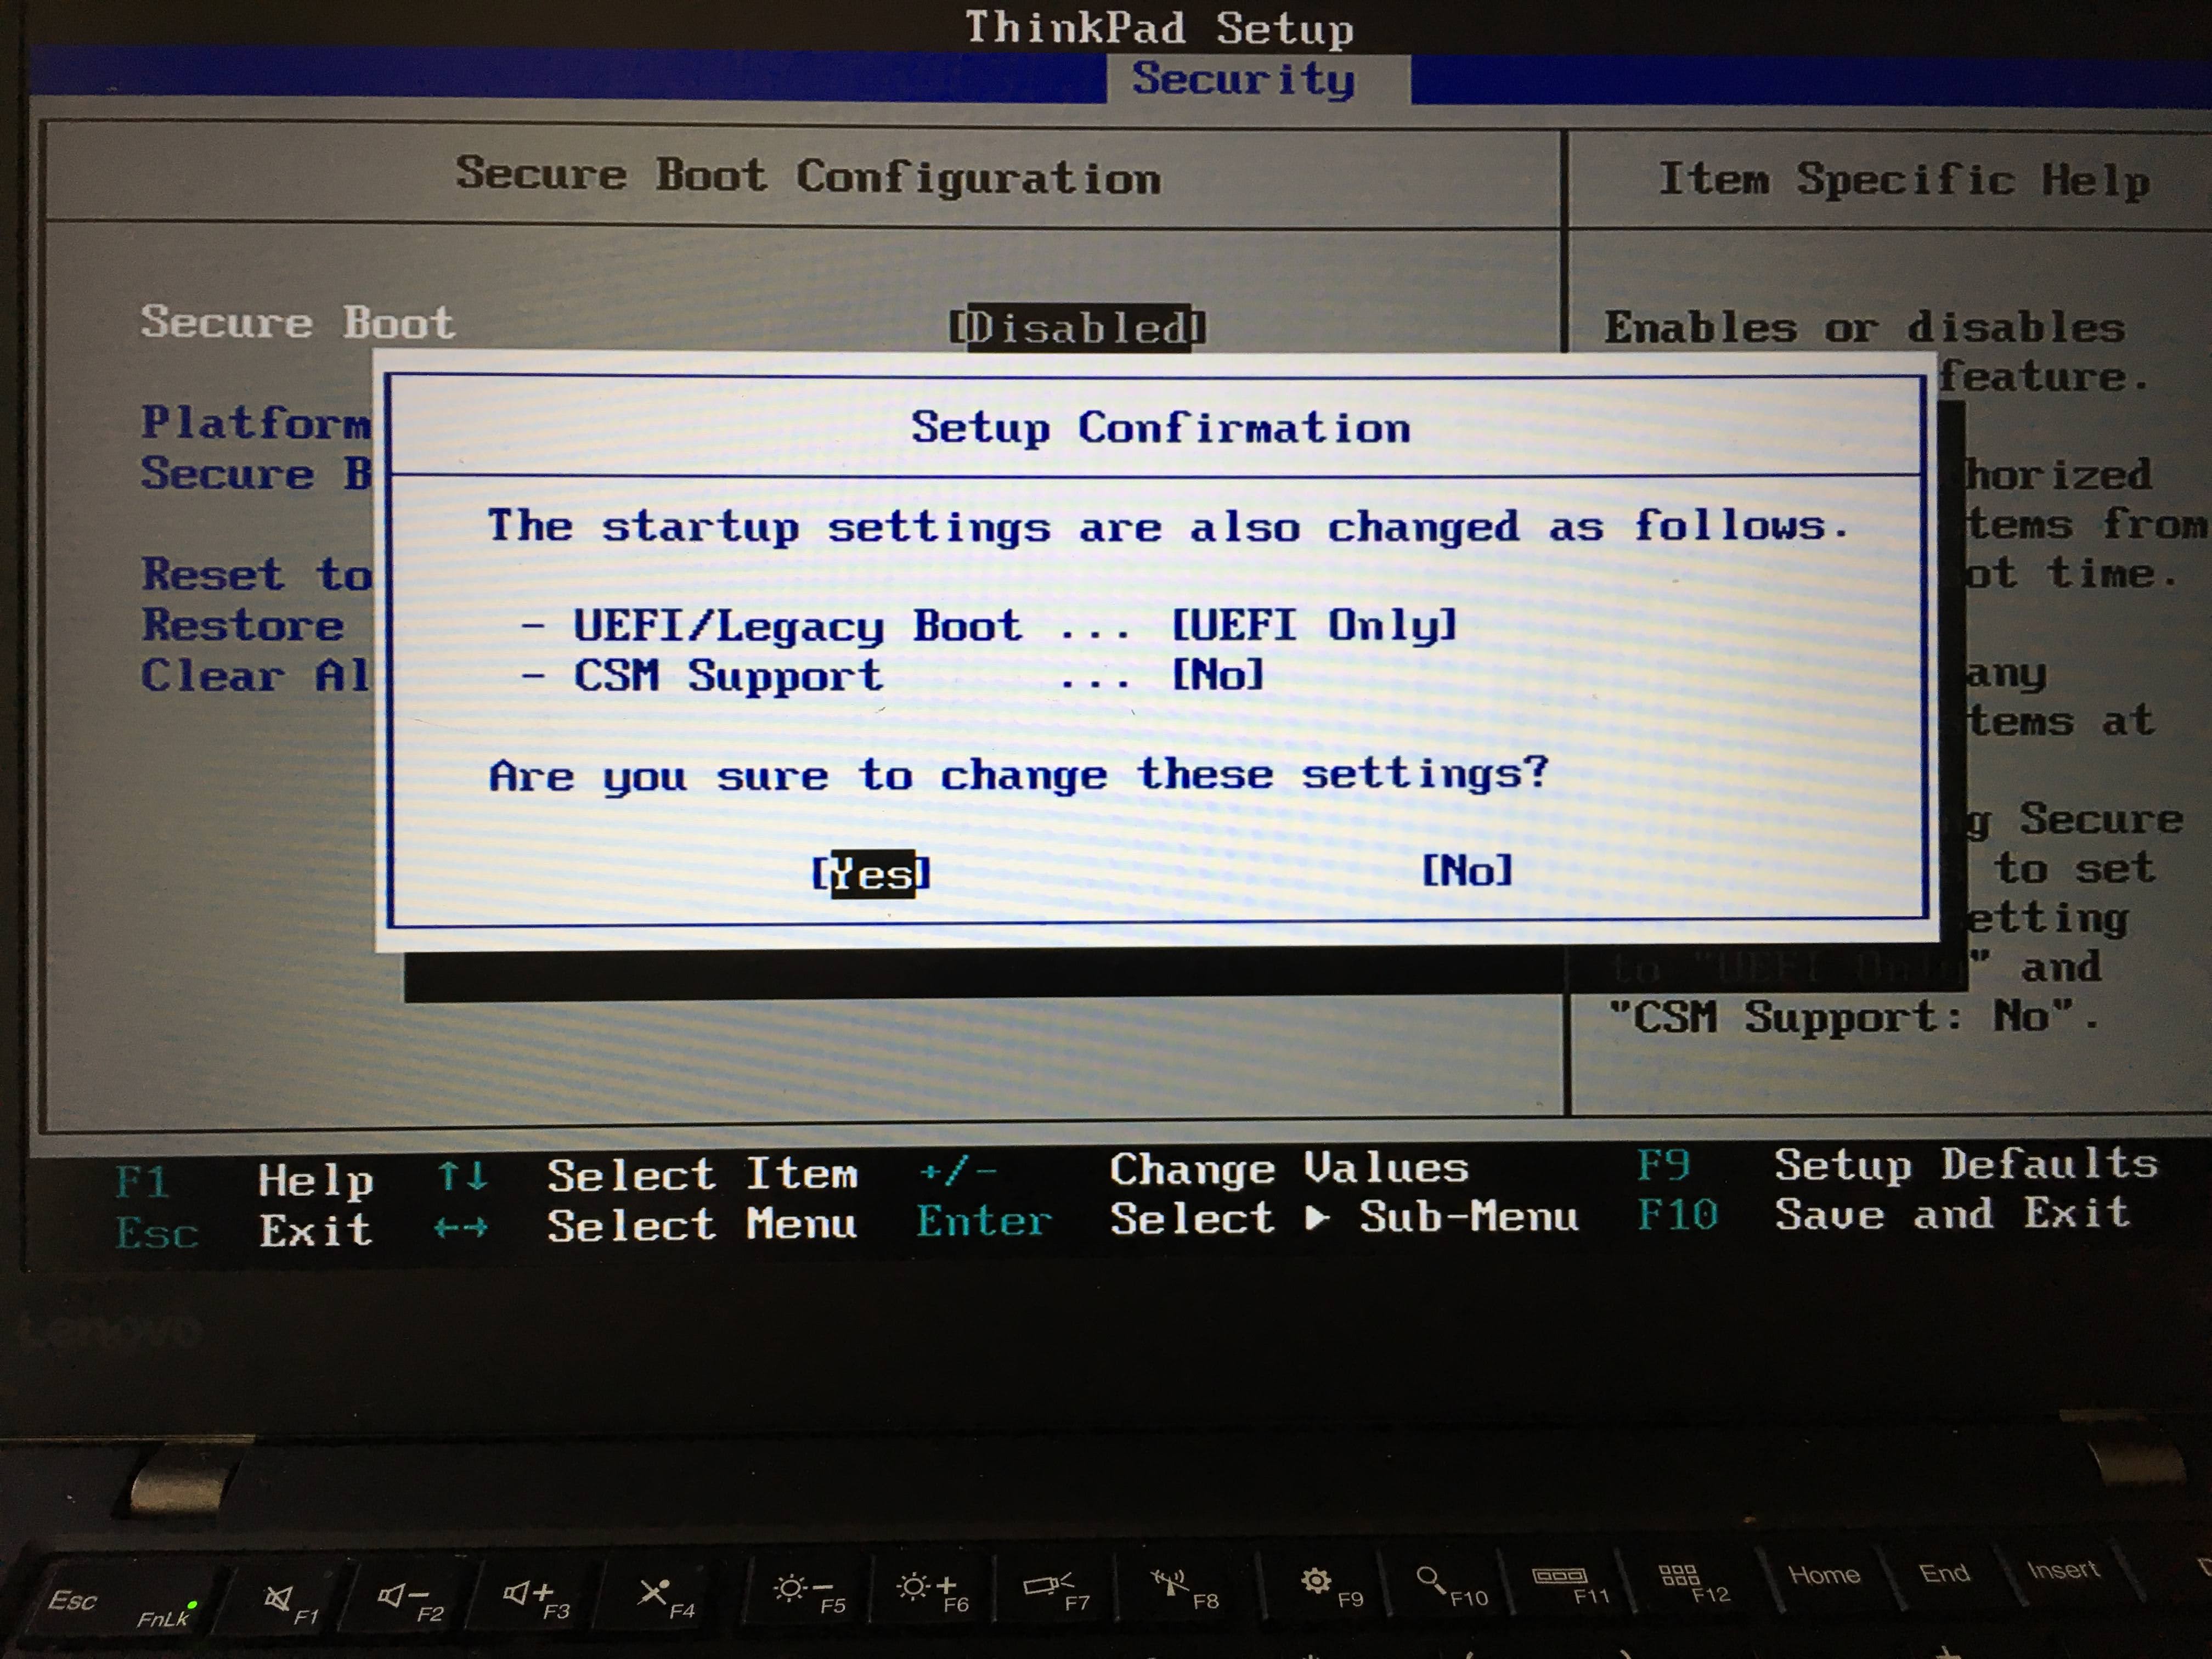 ThinkPad Setup
Security
Secure Boot Configuration
Item Specific Help
Secure Boot [Disabled]
Enables or disables
feature.
Platform
Secure B
Reset to
Restore
Clear Al
Setup Confirmation
The startup settings are also changed as follows.
- UEFI/Legacy Boot ... [UEFI Only]
- CSM Support ... [No]
Are you sure to change these settings?
[Yes] [No]
horized
tems from
ot time.
any
tems at
g Secure
to set
etting
to "UEFI Only" and
"CSM Support: No".
F1 Help ↑↓ Select Item +/- Change Values F9 Setup Defaults
Esc Exit ←→ Select Menu Enter Select ▶ Sub-Menu F10 Save and Exit
Lenovo
Esc FnLk F1 F2 F3 F4 F5 F6 F7 F8 F9 F10 F11 F12 Home End Insert